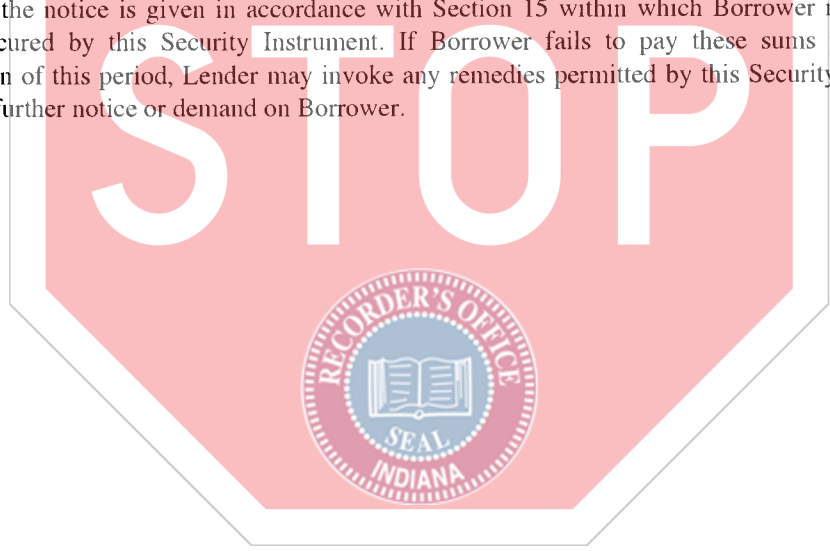 the notice is given in accordance with Section 15 within which Borrower
cured by this Security Instrument. If Borrower fails to pay these sums
n of this period, Lender may invoke any remedies permitted by this Security
further notice or demand on Borrower.
STOP
RECORDER'S OFFICE
SEAL
INDIANA